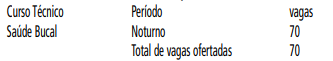 Curso Técnico Período vagas
Saúde Bucal Noturno 70
Total de vagas ofertadas 70